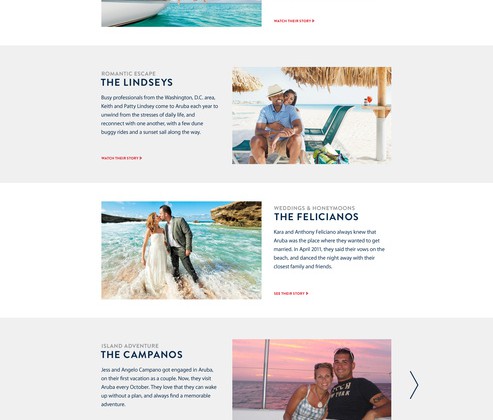 WATCH THEIR STORY
ROMANTIC ESCAPE
THE LINDSEYS
Busy professionals from the Washington, D.C. area,
Keith and Patty Lindsey come to Aruba each year to
unwind from the stresses of daily life, and
reconnect with one another, with a few dune
buggy rides and a sunset sail along the way.
WATCH THEIR STORY
WEDDINGS & HONEYMOONS
THE FELICIANOS
Kara and Anthony Feliciano always knew that
Aruba was the place where they wanted to get
married. In April 2011, they said their vows on the
beach, and danced the night away with their
closest family and friends.
SEE THEIR STORY
ISLAND ADVENTURE
THE CAMPANOS
Jess and Angelo Campano got engaged in Aruba,
on their first vacation as a couple. Now, they visit
Aruba every October. They love that they can wake
up without a plan, and always find a memorable
adventure.